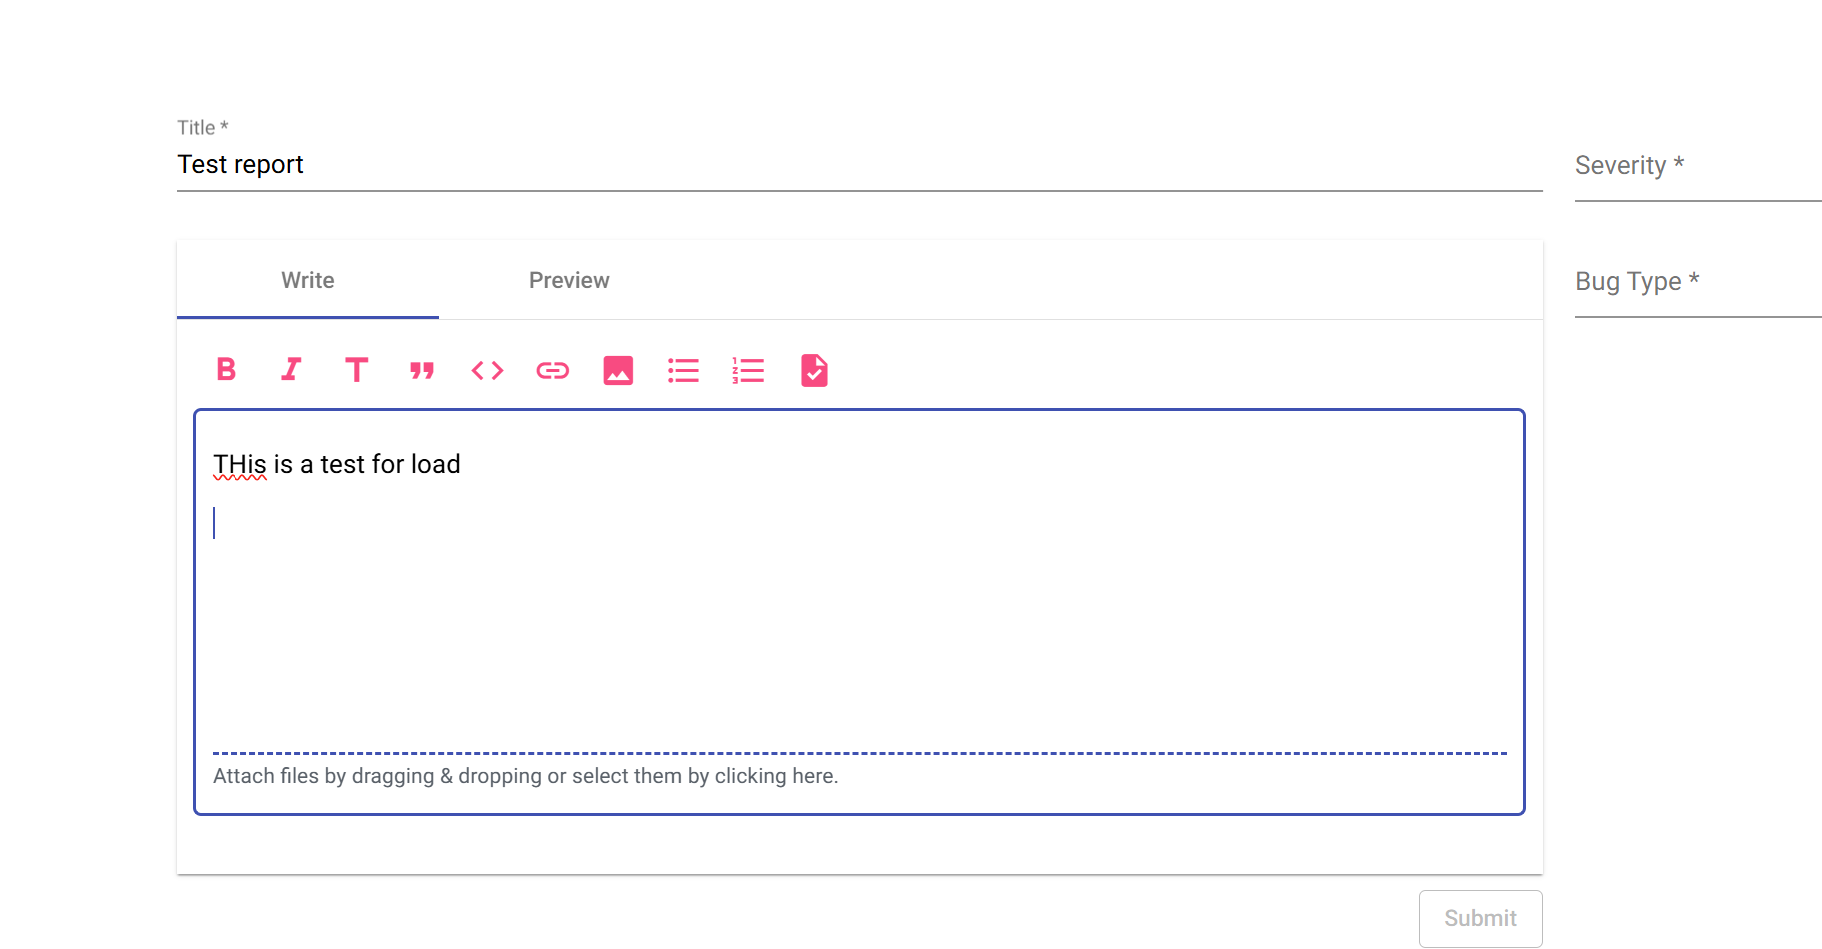 Title *
Test report
Severity *
Write Preview
Bug Type *
THis is a test for load
Attach files by dragging & dropping or select them by clicking here.
Submit